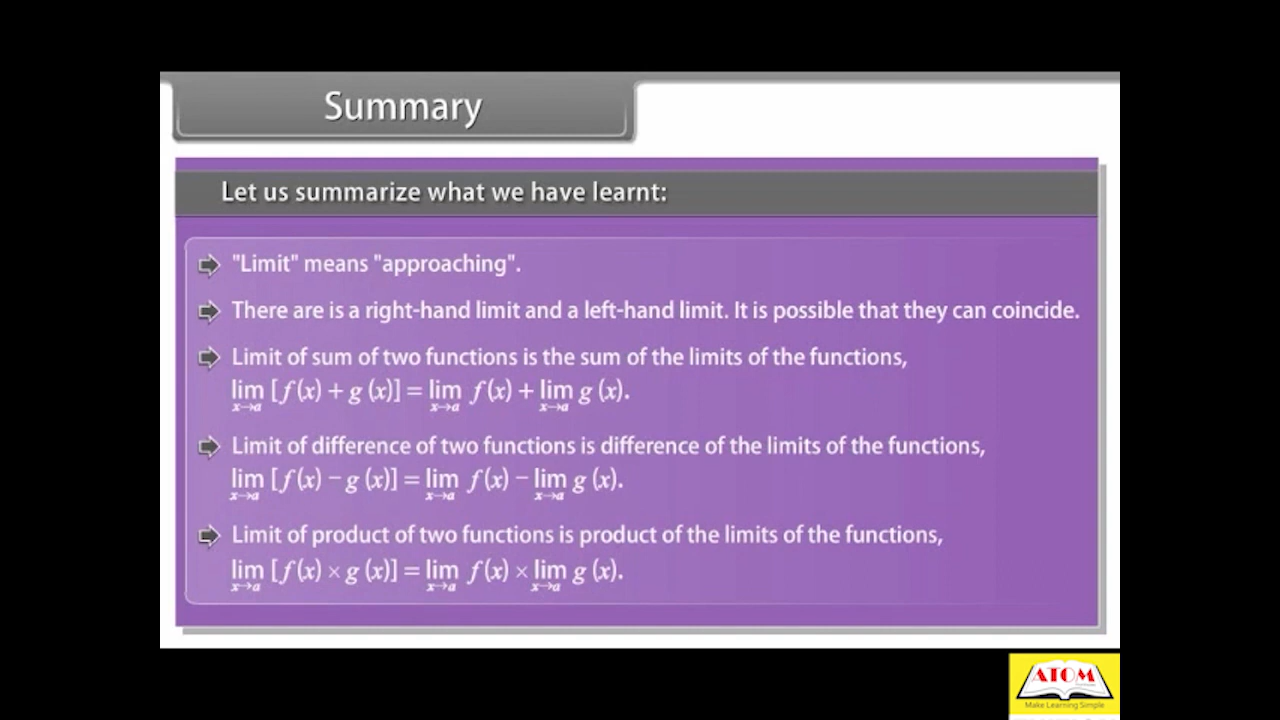 Summary
Let us summarize what we have learnt:
"Limit" means "approaching".
There are is a right-hand limit and a left-hand limit. It is possible that they can coincide.
Limit of sum of two functions is the sum of the limits of the functions,
lim [f(x) + g (x)] = lim f(x) + lim g (x).
x→a x→a x→a
Limit of difference of two functions is difference of the limits of the functions,
lim [f(x) − g (x)] = lim f(x) − lim g (x).
x→a x→a x→a
Limit of product of two functions is product of the limits of the functions,
lim [f(x) × g (x)] = lim f(x) × lim g (x).
x→a x→a x→a
ATOM
Make Learning Simple